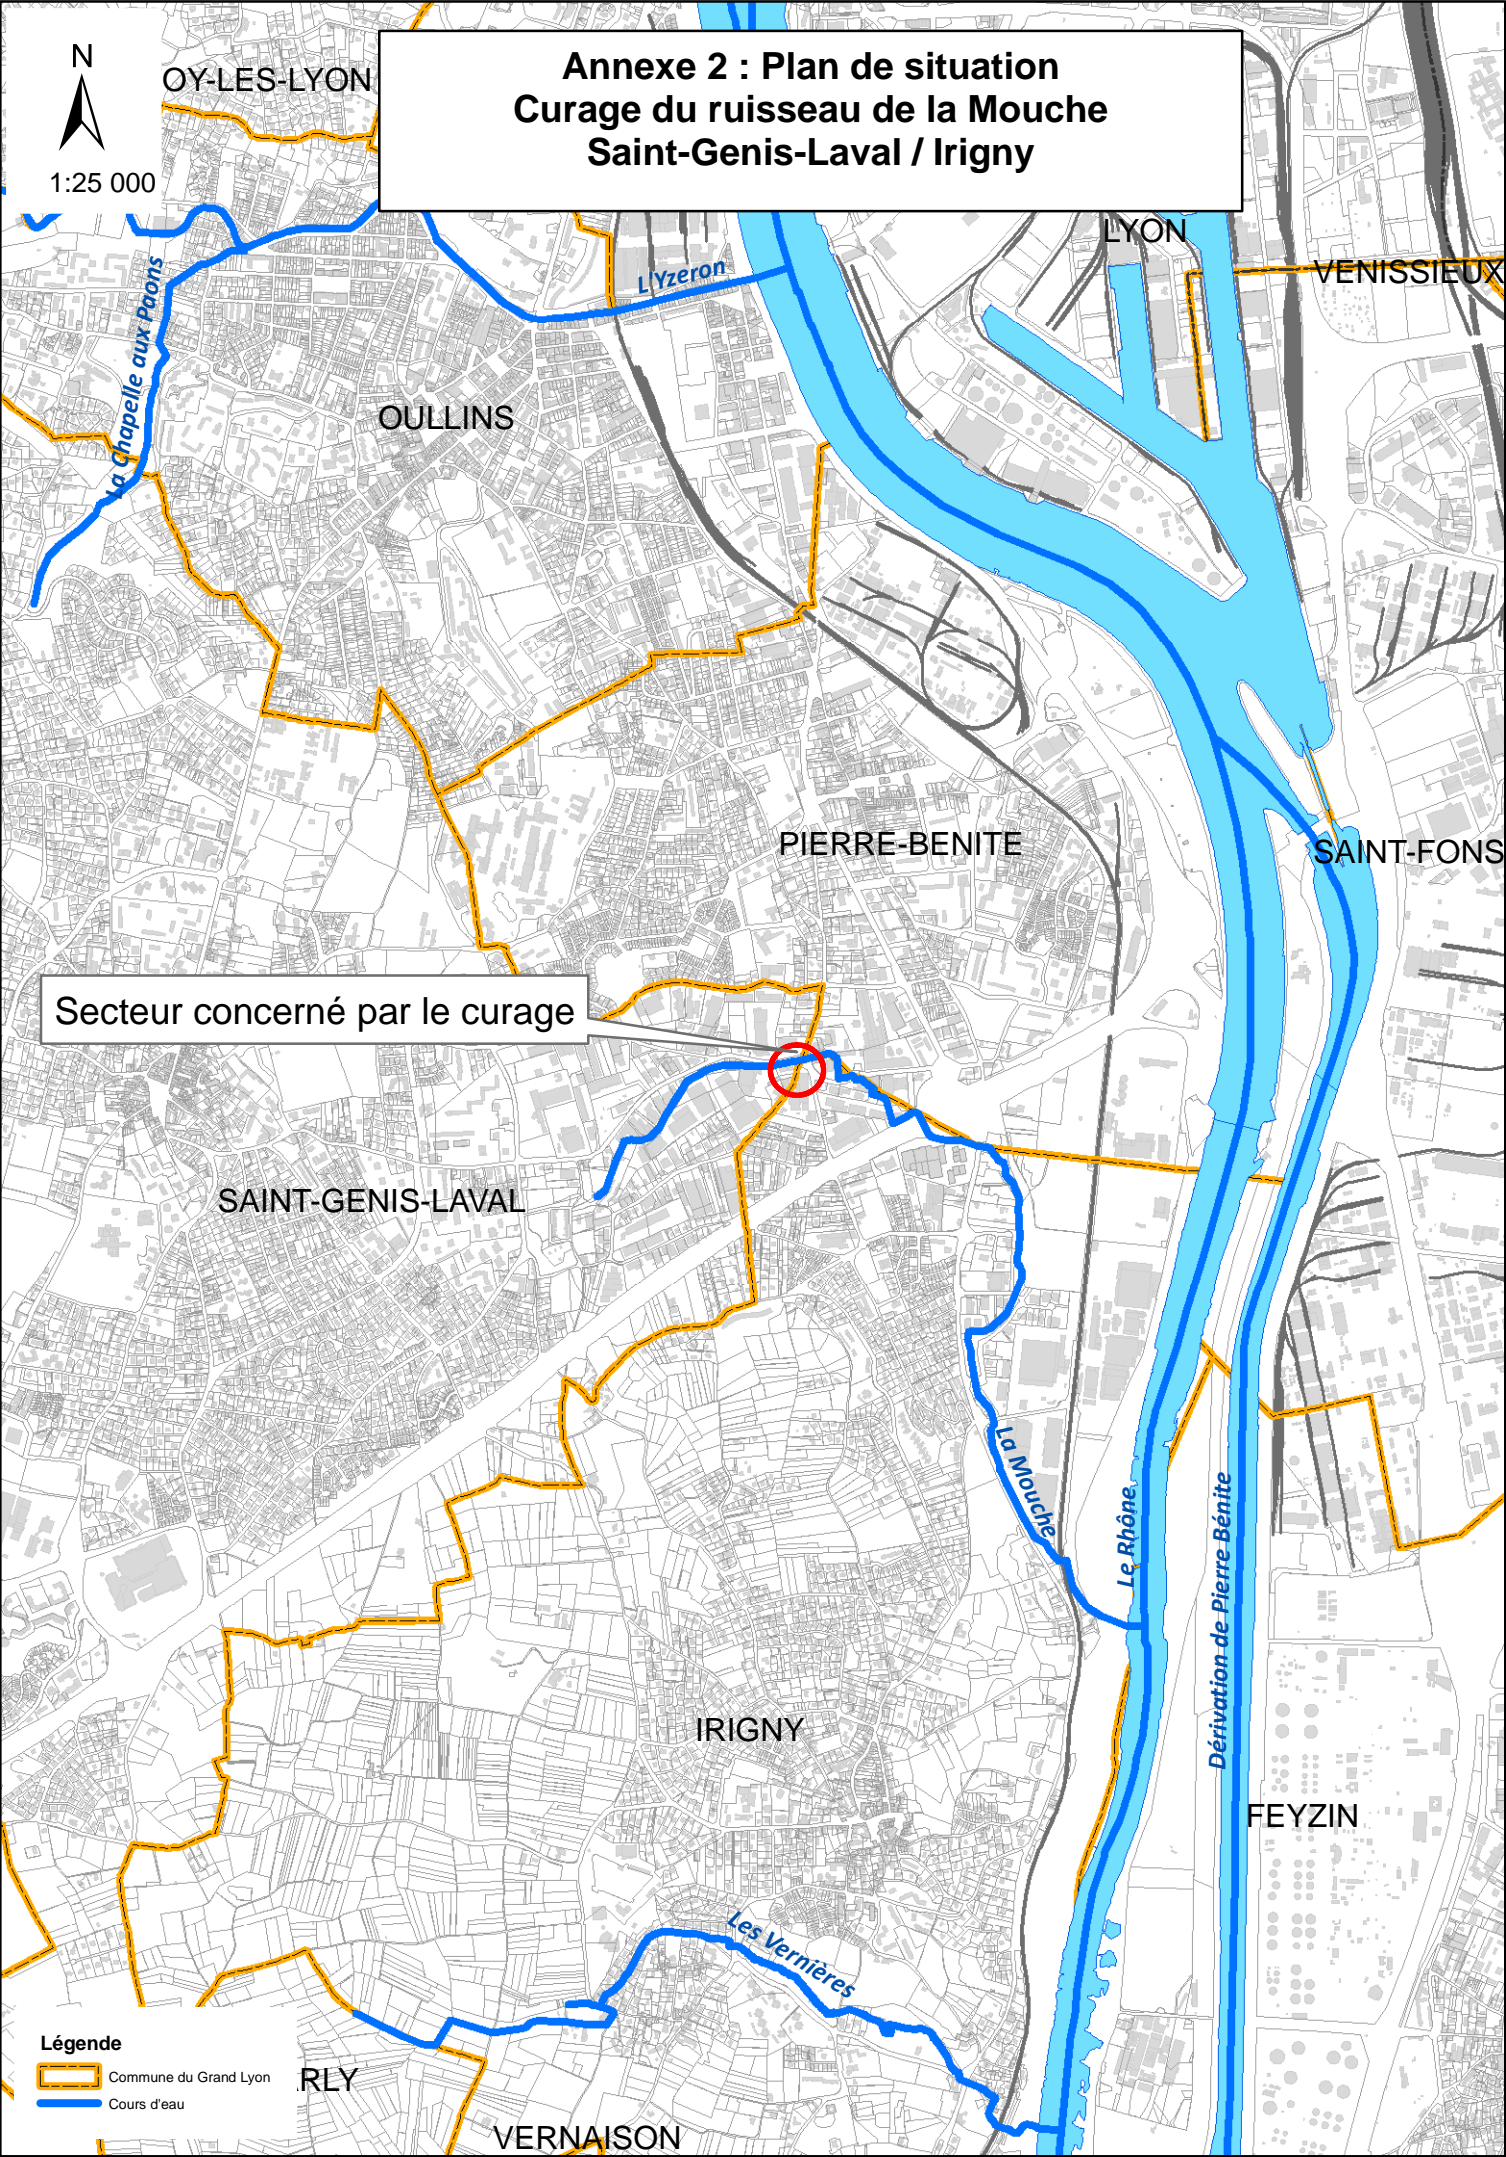 N
1:25 000
Annexe 2 : Plan de situation
Curage du ruisseau de la Mouche
Saint-Genis-Laval / Irigny
OY-LES-LYON
LYON
VENISSIEUX
L'Yzeron
La Chapelle aux Paons
OULLINS
PIERRE-BENITE
SAINT-FONS
Secteur concerné par le curage
SAINT-GENIS-LAVAL
La Mouche
Le Rhône
Dérivation de Pierre Bénite
IRIGNY
FEYZIN
Les Vernières
Légende
Commune du Grand Lyon
Cours d'eau
RLY
VERNAISON